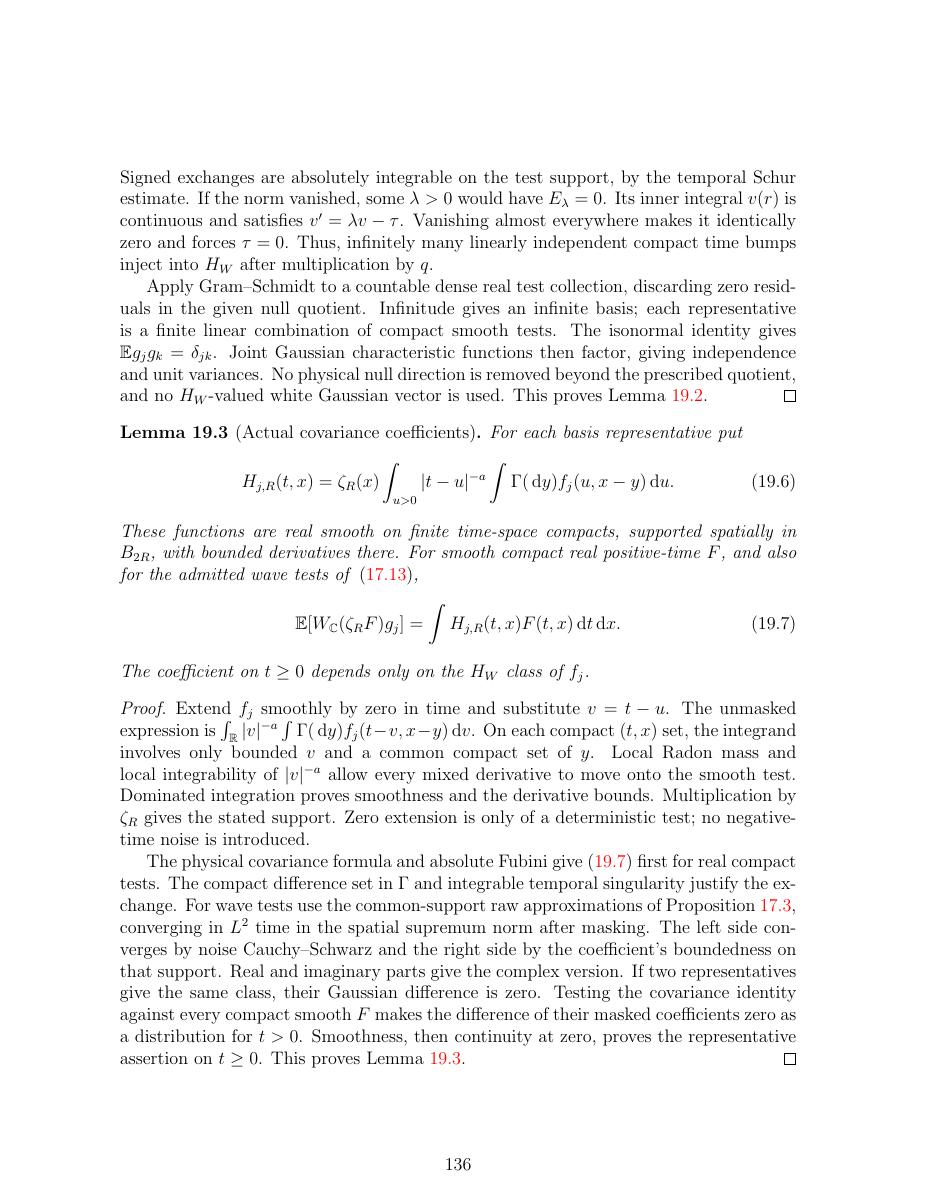 Signed exchanges are absolutely integrable on the test support, by the temporal Schur
estimate. If the norm vanished, some λ > 0 would have E_λ = 0. Its inner integral v(r) is
continuous and satisfies v′ = λv − τ. Vanishing almost everywhere makes it identically
zero and forces τ = 0. Thus, infinitely many linearly independent compact time bumps
inject into H_W after multiplication by q.
Apply Gram–Schmidt to a countable dense real test collection, discarding zero resid-
uals in the given null quotient. Infinitude gives an infinite basis; each representative
is a finite linear combination of compact smooth tests. The isonormal identity gives
𝔼g_j g_k = δ_{jk}. Joint Gaussian characteristic functions then factor, giving independence
and unit variances. No physical null direction is removed beyond the prescribed quotient,
and no H_W-valued white Gaussian vector is used. This proves Lemma 19.2. □
Lemma 19.3 (Actual covariance coefficients). For each basis representative put
H_{j,R}(t, x) = ζ_R(x) ∫_{u>0} |t − u|^{−a} ∫ Γ( dy)f_j(u, x − y) du. (19.6)
These functions are real smooth on finite time-space compacts, supported spatially in
B_{2R}, with bounded derivatives there. For smooth compact real positive-time F, and also
for the admitted wave tests of (17.13),
𝔼[W_ℂ(ζ_R F)g_j] = ∫ H_{j,R}(t, x)F(t, x) dt dx. (19.7)
The coefficient on t ≥ 0 depends only on the H_W class of f_j.
Proof. Extend f_j smoothly by zero in time and substitute v = t − u. The unmasked
expression is ∫_ℝ |v|^{−a} ∫ Γ( dy)f_j(t−v, x−y) dv. On each compact (t, x) set, the integrand
involves only bounded v and a common compact set of y. Local Radon mass and
local integrability of |v|^{−a} allow every mixed derivative to move onto the smooth test.
Dominated integration proves smoothness and the derivative bounds. Multiplication by
ζ_R gives the stated support. Zero extension is only of a deterministic test; no negative-
time noise is introduced.
The physical covariance formula and absolute Fubini give (19.7) first for real compact
tests. The compact difference set in Γ and integrable temporal singularity justify the ex-
change. For wave tests use the common-support raw approximations of Proposition 17.3,
converging in L² time in the spatial supremum norm after masking. The left side con-
verges by noise Cauchy–Schwarz and the right side by the coefficient's boundedness on
that support. Real and imaginary parts give the complex version. If two representatives
give the same class, their Gaussian difference is zero. Testing the covariance identity
against every compact smooth F makes the difference of their masked coefficients zero as
a distribution for t > 0. Smoothness, then continuity at zero, proves the representative
assertion on t ≥ 0. This proves Lemma 19.3. □
136